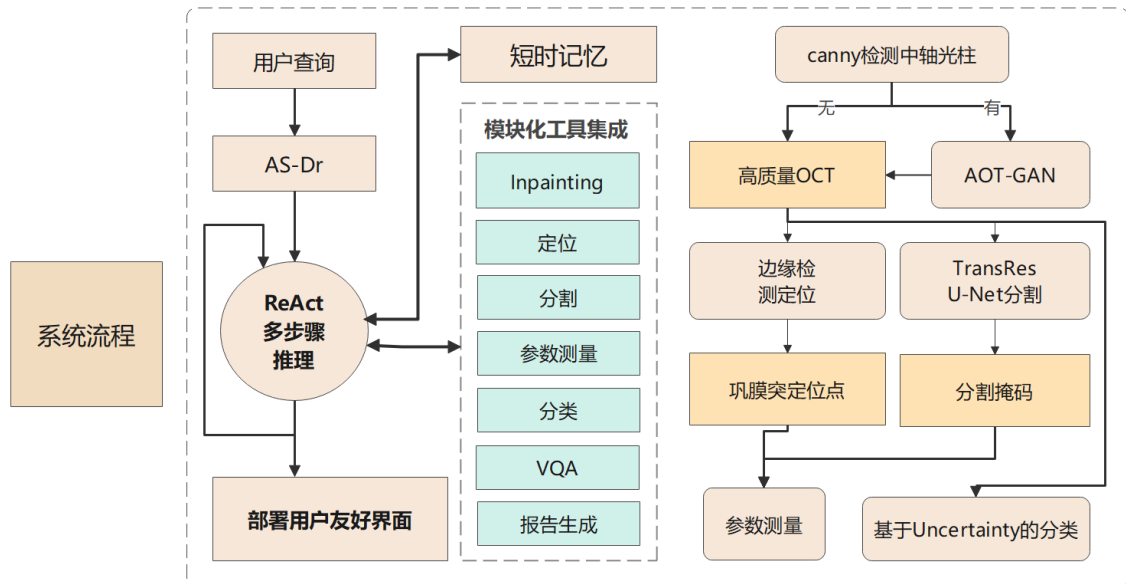 系统流程
用户查询
AS-Dr
ReAct
多步骤
推理
部署用户友好界面
短时记忆
模块化工具集成
Inpainting
定位
分割
参数测量
分类
VQA
报告生成
canny检测中轴光柱
无
有
高质量OCT
AOT-GAN
边缘检
测定位
TransRes
U-Net分割
巩膜突定位点
分割掩码
参数测量
基于Uncertainty的分类